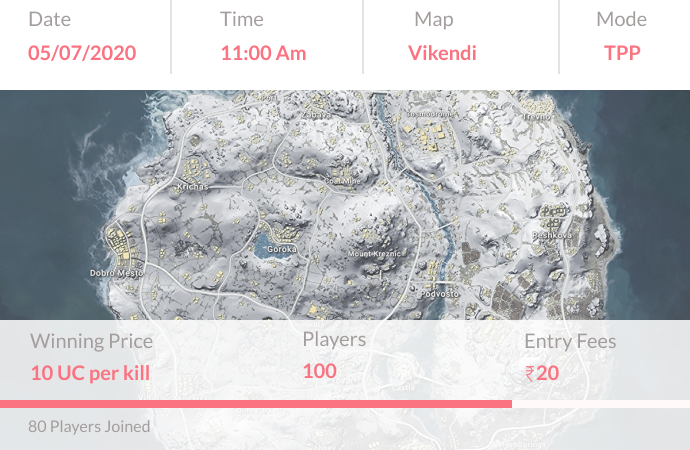 Date
Time
Map
Mode
05/07/2020
11:00 Am
Vikendi
TPP
Zabava
Cosmodrome
Trevno
Krichas
Coal Mine
Goroka
Beshkova
Mount Kreznic
Dobro Mesto
Podvosto
Winning Price
Players
Entry Fees
10 UC per kill
100
₹20
80 Players Joined